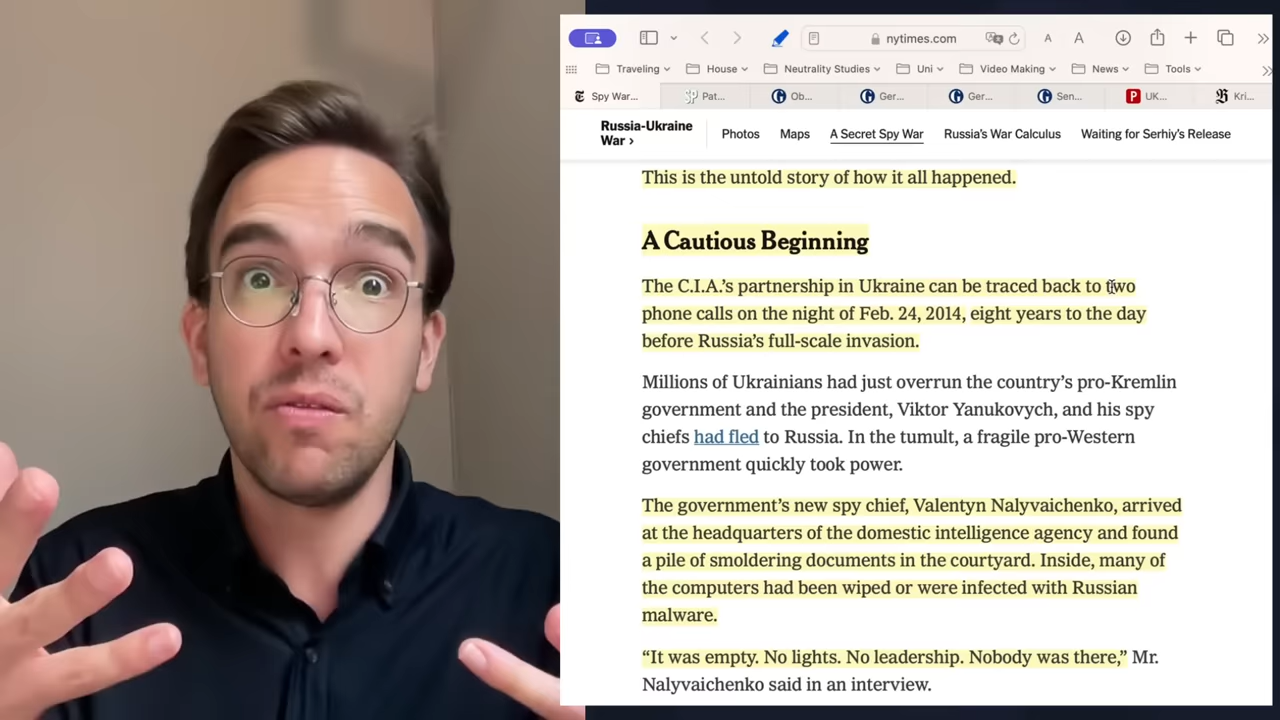 nytimes.com
A A
Traveling House Neutrality Studies Uni Video Making News Tools
Spy War... Pat... Ob... Ger... Ger... Sen... UK... Kri...
Russia-Ukraine
War ›
Photos Maps A Secret Spy War Russia’s War Calculus Waiting for Serhiy’s Release
This is the untold story of how it all happened.
A Cautious Beginning
The C.I.A.’s partnership in Ukraine can be traced back to two
phone calls on the night of Feb. 24, 2014, eight years to the day
before Russia’s full-scale invasion.
Millions of Ukrainians had just overrun the country’s pro-Kremlin
government and the president, Viktor Yanukovych, and his spy
chiefs had fled to Russia. In the tumult, a fragile pro-Western
government quickly took power.
The government’s new spy chief, Valentyn Nalyvaichenko, arrived
at the headquarters of the domestic intelligence agency and found
a pile of smoldering documents in the courtyard. Inside, many of
the computers had been wiped or were infected with Russian
malware.
“It was empty. No lights. No leadership. Nobody was there,” Mr.
Nalyvaichenko said in an interview.